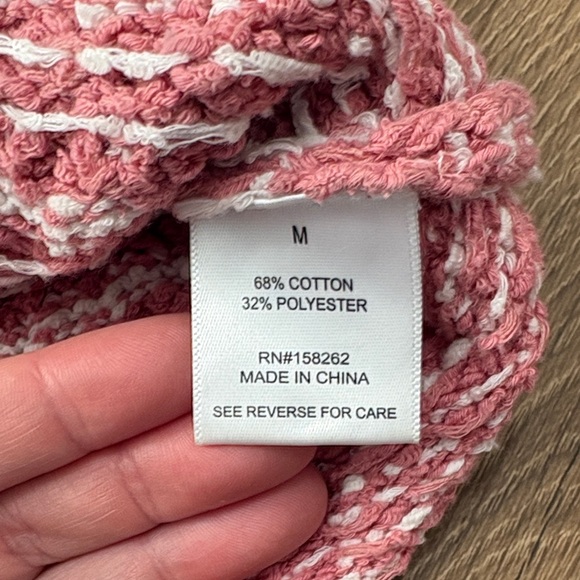 M
68% COTTON
32% POLYESTER
RN#158262
MADE IN CHINA
SEE REVERSE FOR CARE